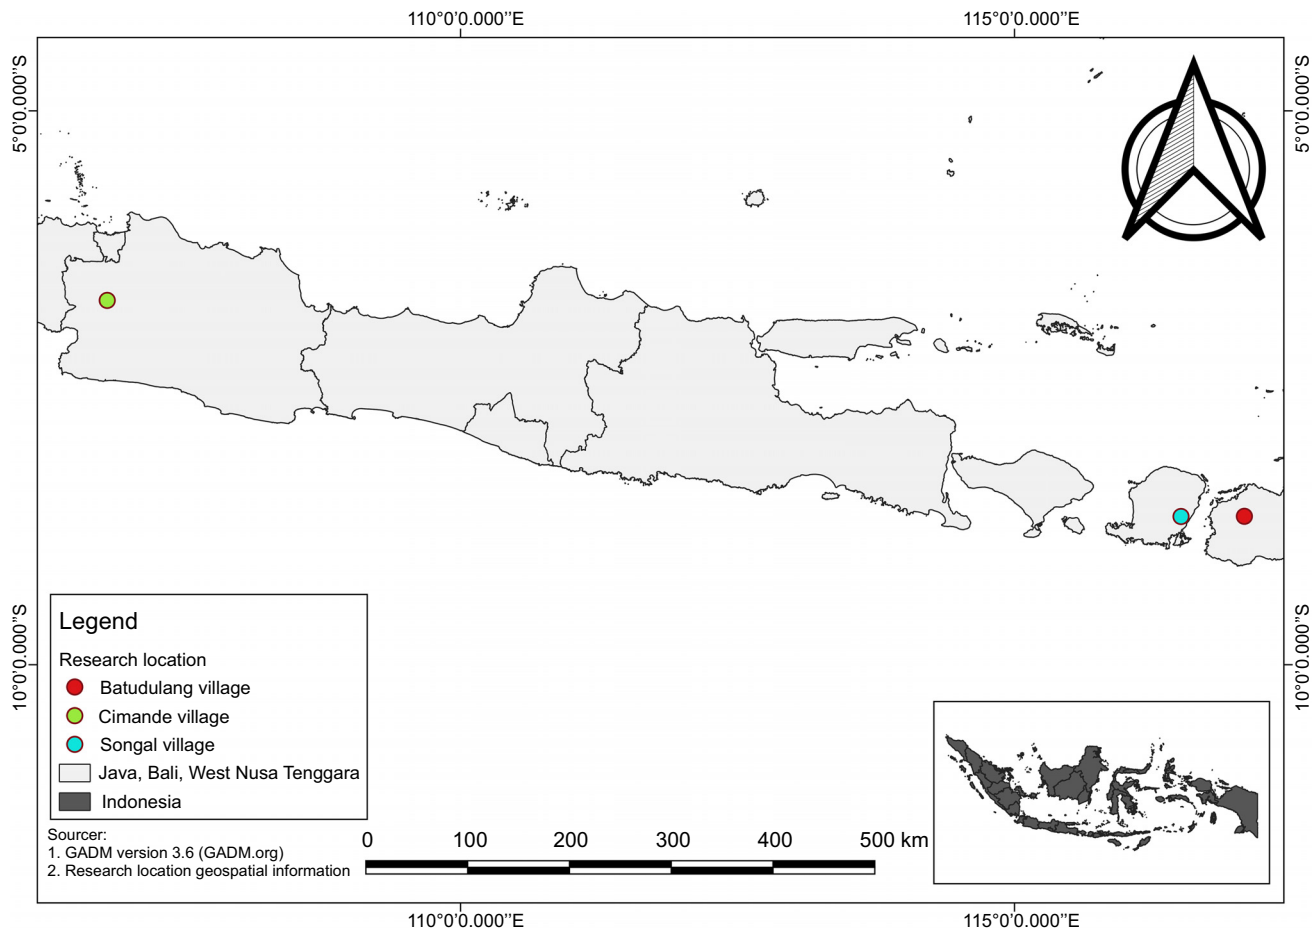 110°0’0.000’’E
115°0’0.000’’E
5°0’0.000’’S
5°0’0.000’’S
10°0’0.000’’S
10°0’0.000’’S
Legend
Research location
Batudulang village
Cimande village
Songal village
Java, Bali, West Nusa Tenggara
Indonesia
Sourcer:
1. GADM version 3.6 (GADM.org)
2. Research location geospatial information
0 100 200 300 400 500 km
110°0’0.000’’E
115°0’0.000’’E